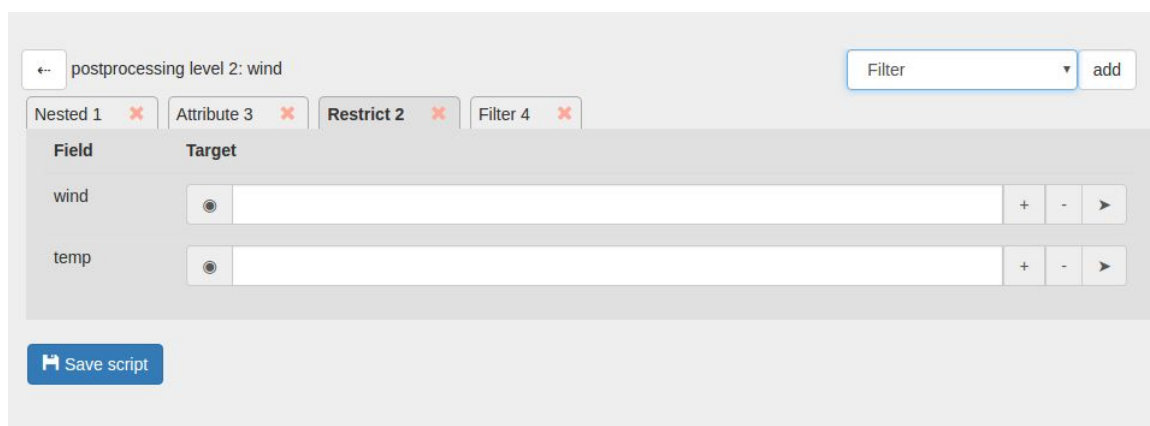 postprocessing level 2: wind Filter add
Nested 1 Attribute 3 Restrict 2 Filter 4
Field Target
wind + -
temp + -
Save script